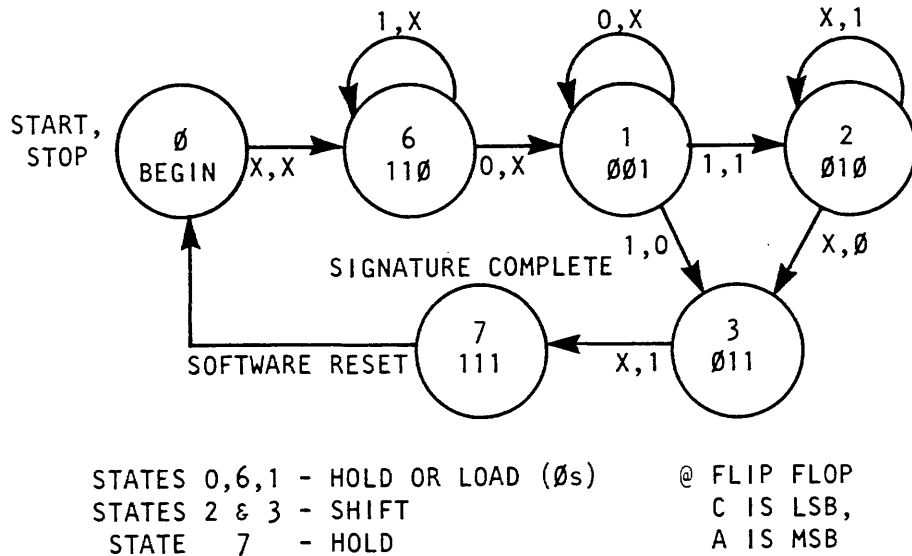 1,X
0,X
X,1
START,
STOP
Ø
BEGIN
X,X
6
11Ø
0,X
1
ØØ1
1,1
2
Ø1Ø
1,0
X,Ø
SIGNATURE COMPLETE
7
111
SOFTWARE RESET
X,1
3
Ø11
STATES 0,6,1 - HOLD OR LOAD (Øs)
STATES 2 & 3 - SHIFT
STATE 7 - HOLD
@ FLIP FLOP
C IS LSB,
A IS MSB